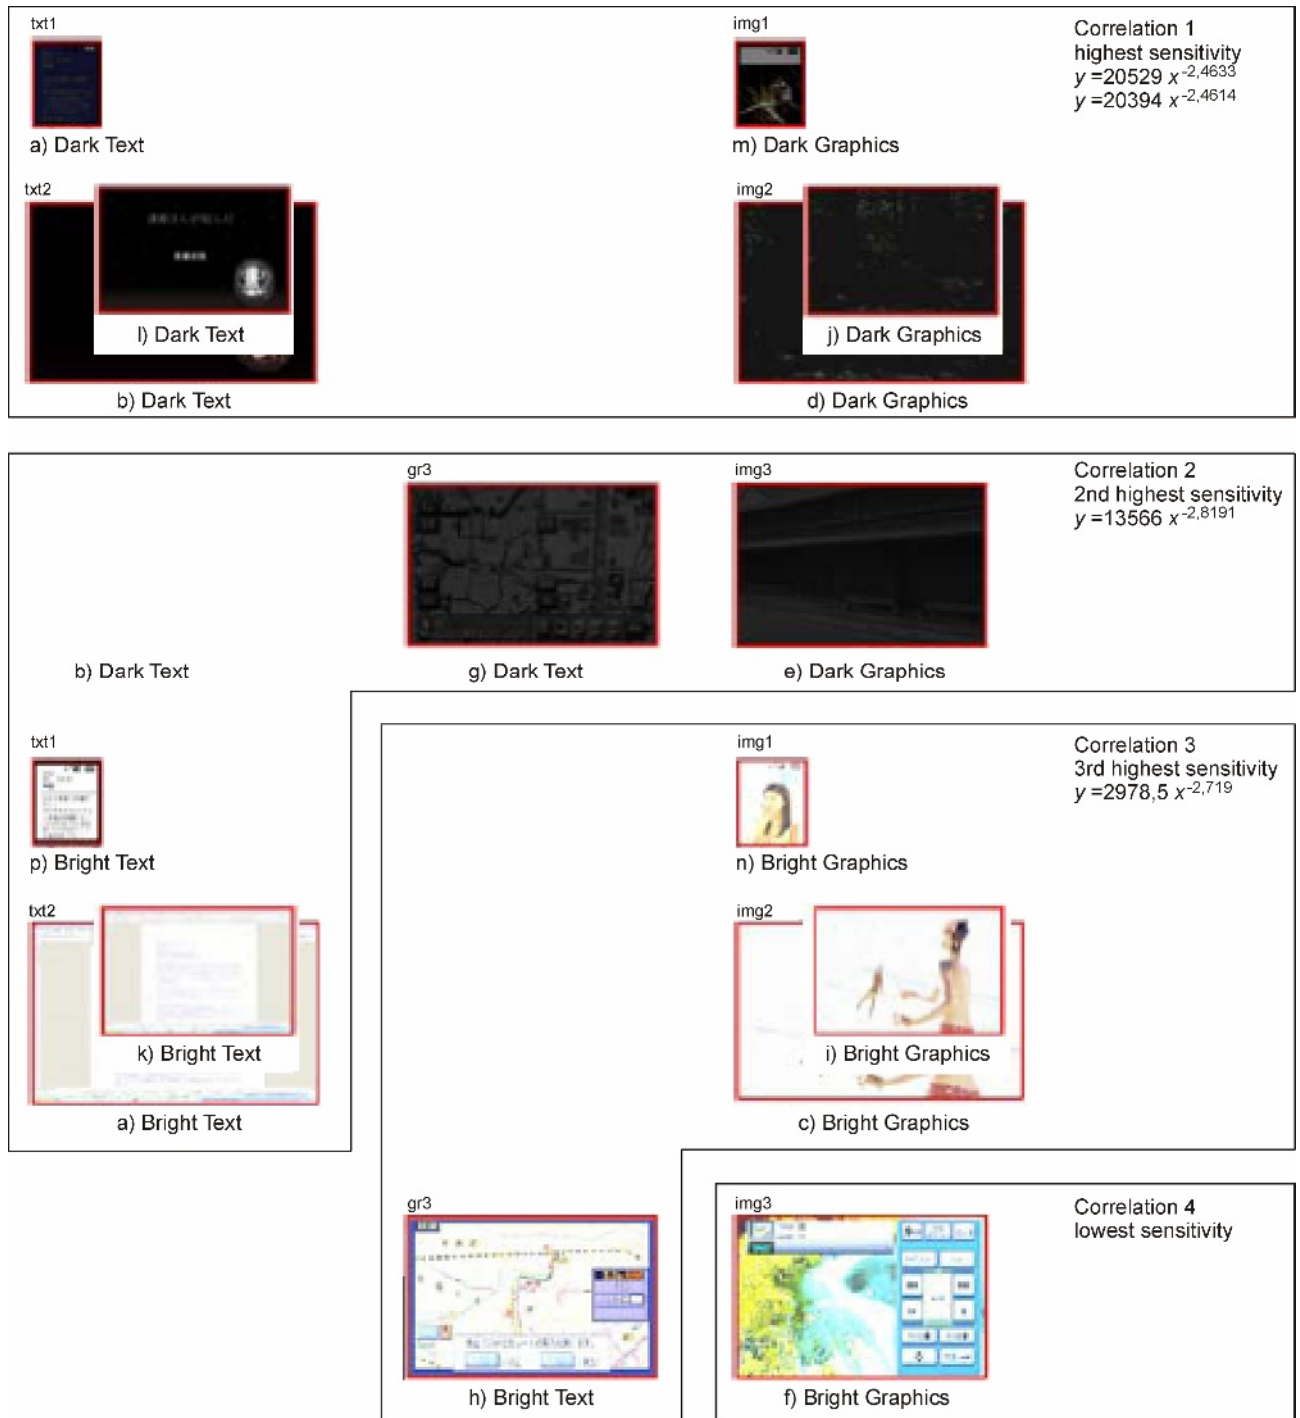 txt1
a) Dark Text
img1
m) Dark Graphics
Correlation 1
highest sensitivity
y =20529 x^-2,4633
y =20394 x^-2,4614
txt2
l) Dark Text
b) Dark Text
img2
j) Dark Graphics
d) Dark Graphics
gr3
g) Dark Text
img3
e) Dark Graphics
Correlation 2
2nd highest sensitivity
y =13566 x^-2,8191
b) Dark Text
txt1
p) Bright Text
img1
n) Bright Graphics
Correlation 3
3rd highest sensitivity
y =2978,5 x^-2,719
txt2
k) Bright Text
a) Bright Text
img2
i) Bright Graphics
c) Bright Graphics
gr3
h) Bright Text
img3
f) Bright Graphics
Correlation 4
lowest sensitivity